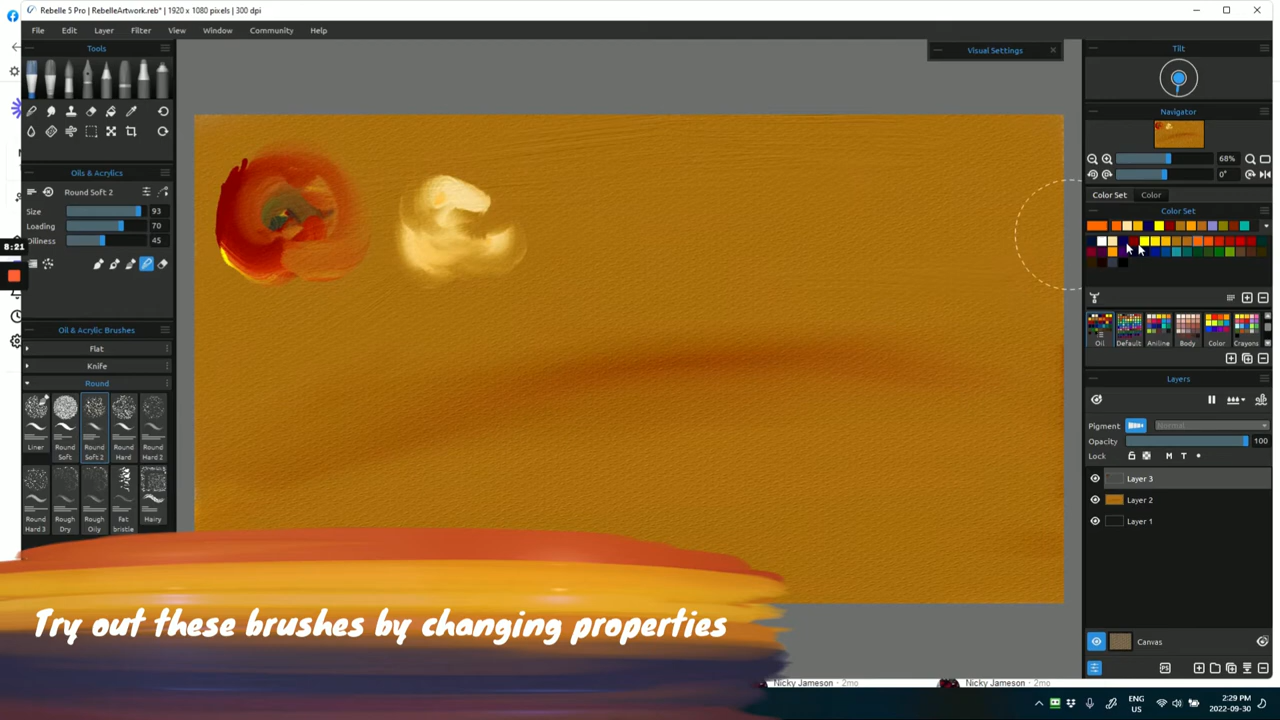 Rebelle 5 Pro | RebelleArtwork.reb* | 1920 x 1080 pixels | 300 dpi
File Edit Layer Filter View Window Community Help
Tools
Visual Settings
Tilt
Navigator
68%
0°
Oils & Acrylics
Round Soft 2
Size 93
Loading 70
Oiliness 45
8:21
Color Set Color
Color Set
Oil Default Aniline Body Color Crayons
Oil & Acrylic Brushes
Flat
Knife
Round
Liner Round Soft Round Soft 2 Round Hard Round Hard 2
Round Hard 3 Rough Dry Rough Oily Fat bristle Hairy
Layers
Pigment Normal
Opacity 100
Lock M T
Layer 3
Layer 2
Layer 1
Canvas
Try out these brushes by changing properties
Nicky Jameson • 2mo Nicky Jameson • 2mo
ENG
US
2:29 PM
2022-09-30